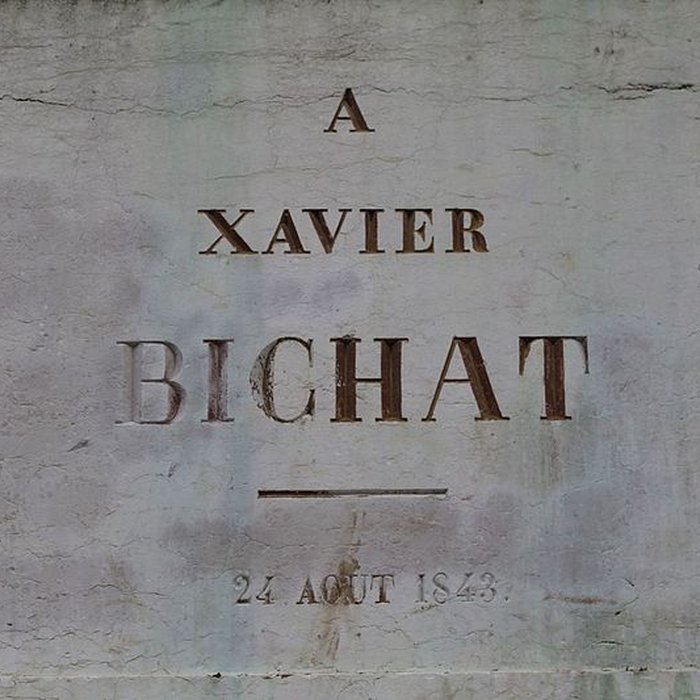 A
XAVIER
BICHAT
24 AOUT 1843.